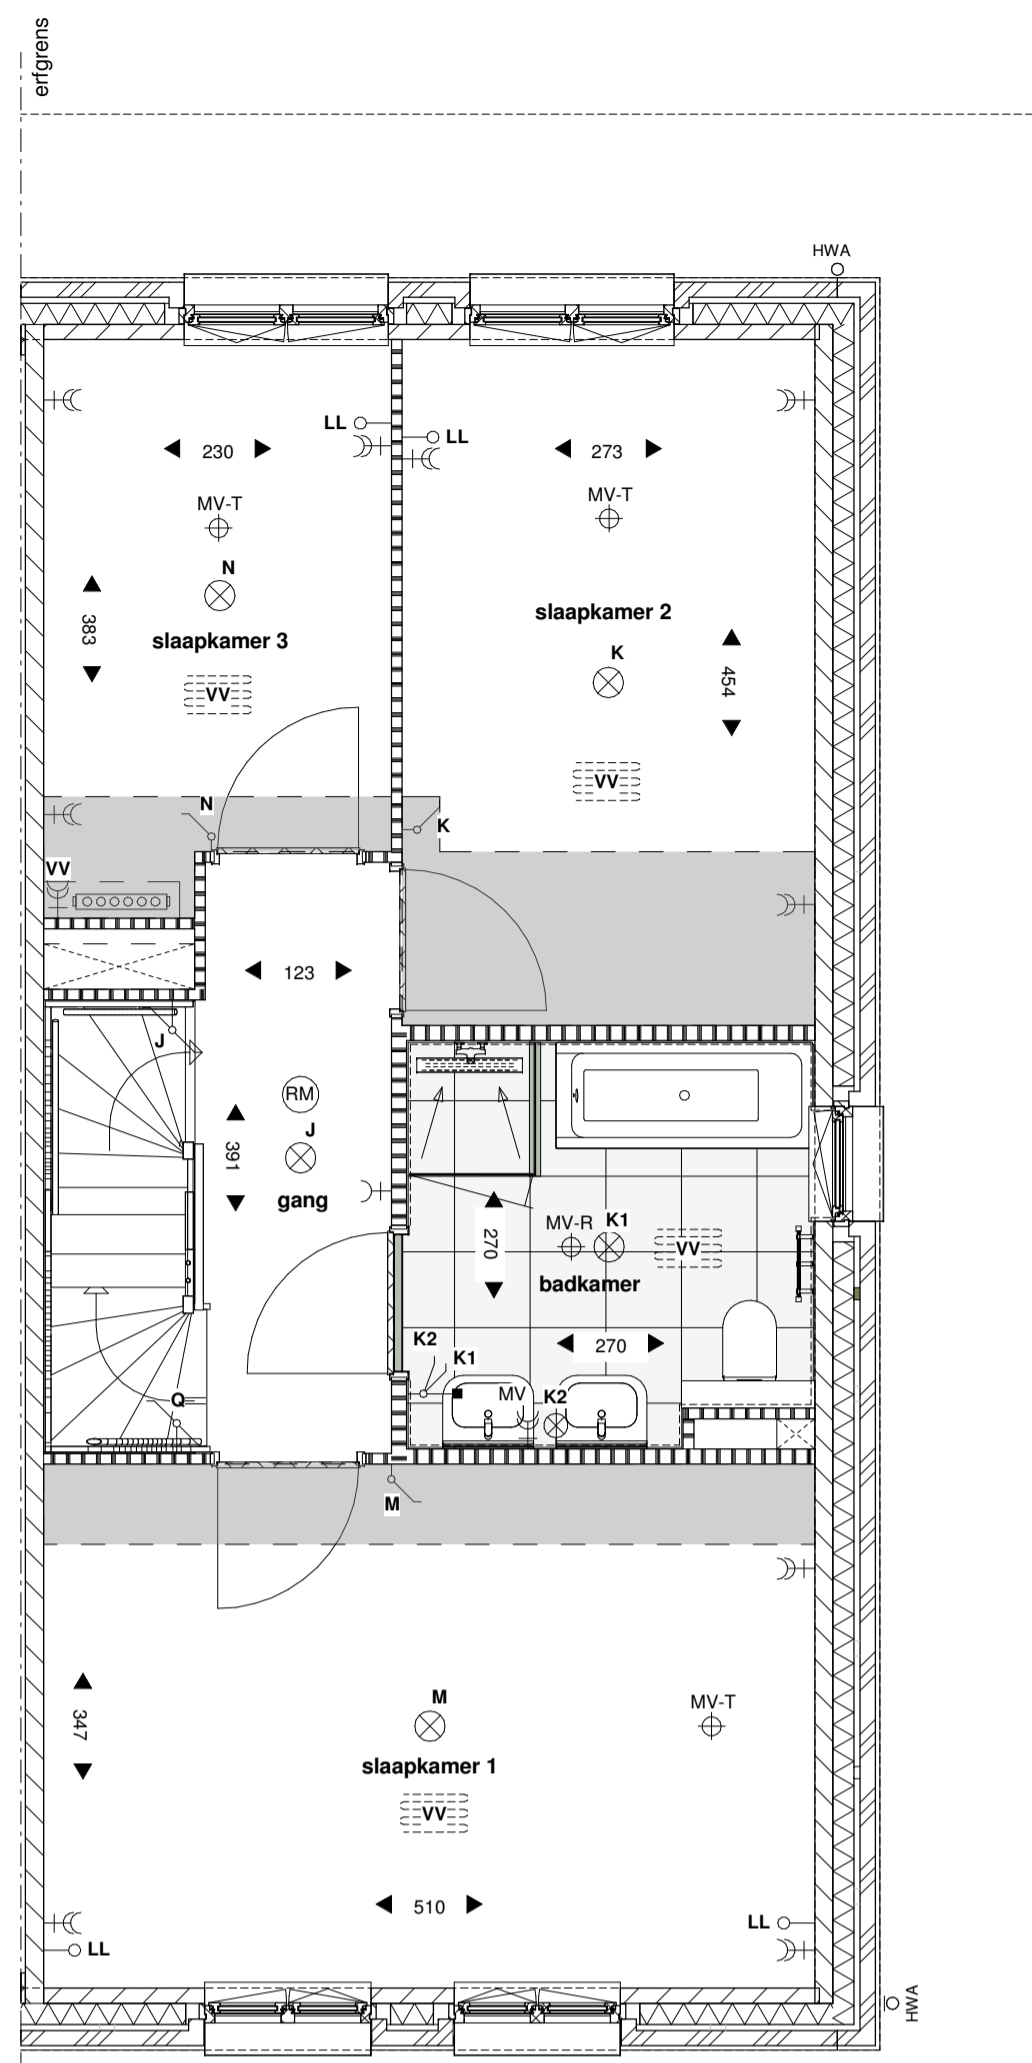 erfgrens
HWA
LL
LL
230
273
MV-T
MV-T
N
383
slaapkamer 3
slaapkamer 2
K
454
VV
VV
N
K
VV
123
J
RM
J
391
gang
MV-R
K1
270
VV
badkamer
K2
K1
270
MV
K2
Q
M
M
MV-T
347
slaapkamer 1
VV
510
LL
LL
HWA